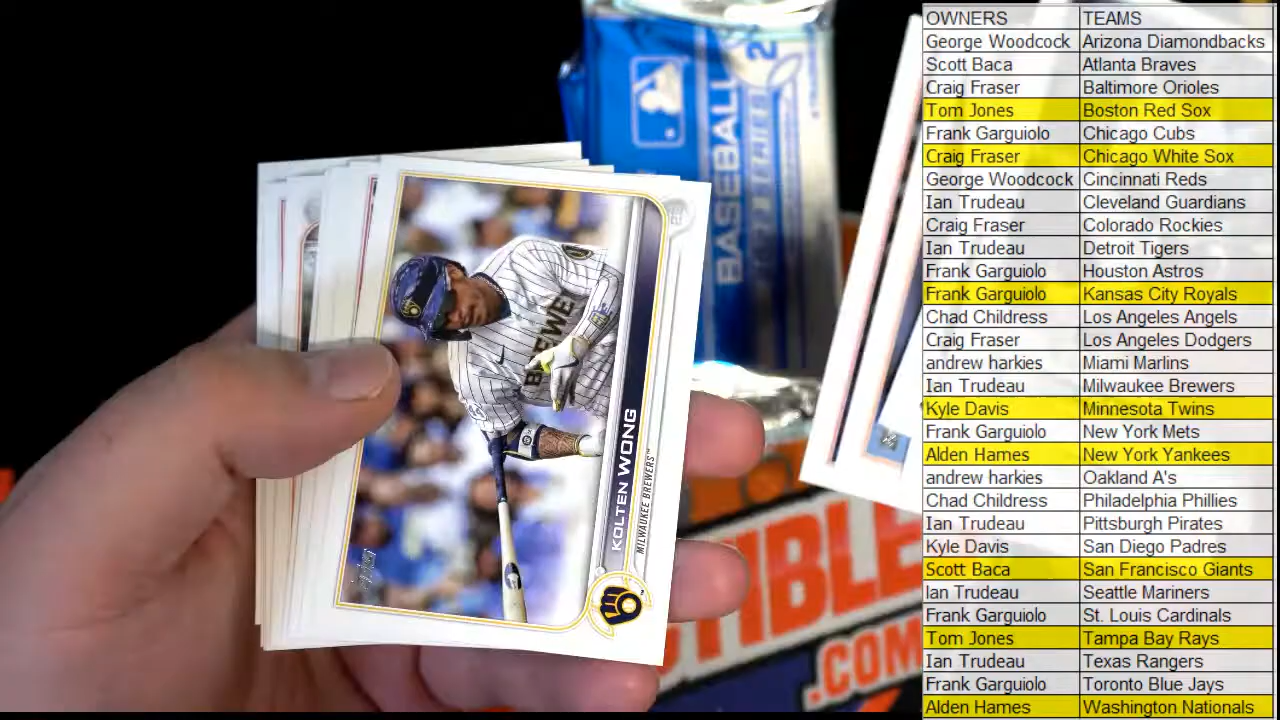 BASEBALL
BREWE
KOLTEN WONG
MILWAUKEE BREWERS™
TIBLE
.COM
OWNERS TEAMS
George Woodcock Arizona Diamondbacks
Scott Baca Atlanta Braves
Craig Fraser Baltimore Orioles
Tom Jones Boston Red Sox
Frank Garguiolo Chicago Cubs
Craig Fraser Chicago White Sox
George Woodcock Cincinnati Reds
Ian Trudeau Cleveland Guardians
Craig Fraser Colorado Rockies
Ian Trudeau Detroit Tigers
Frank Garguiolo Houston Astros
Frank Garguiolo Kansas City Royals
Chad Childress Los Angeles Angels
Craig Fraser Los Angeles Dodgers
andrew harkies Miami Marlins
Ian Trudeau Milwaukee Brewers
Kyle Davis Minnesota Twins
Frank Garguiolo New York Mets
Alden Hames New York Yankees
andrew harkies Oakland A's
Chad Childress Philadelphia Phillies
Ian Trudeau Pittsburgh Pirates
Kyle Davis San Diego Padres
Scott Baca San Francisco Giants
Ian Trudeau Seattle Mariners
Frank Garguiolo St. Louis Cardinals
Tom Jones Tampa Bay Rays
Ian Trudeau Texas Rangers
Frank Garguiolo Toronto Blue Jays
Alden Hames Washington Nationals